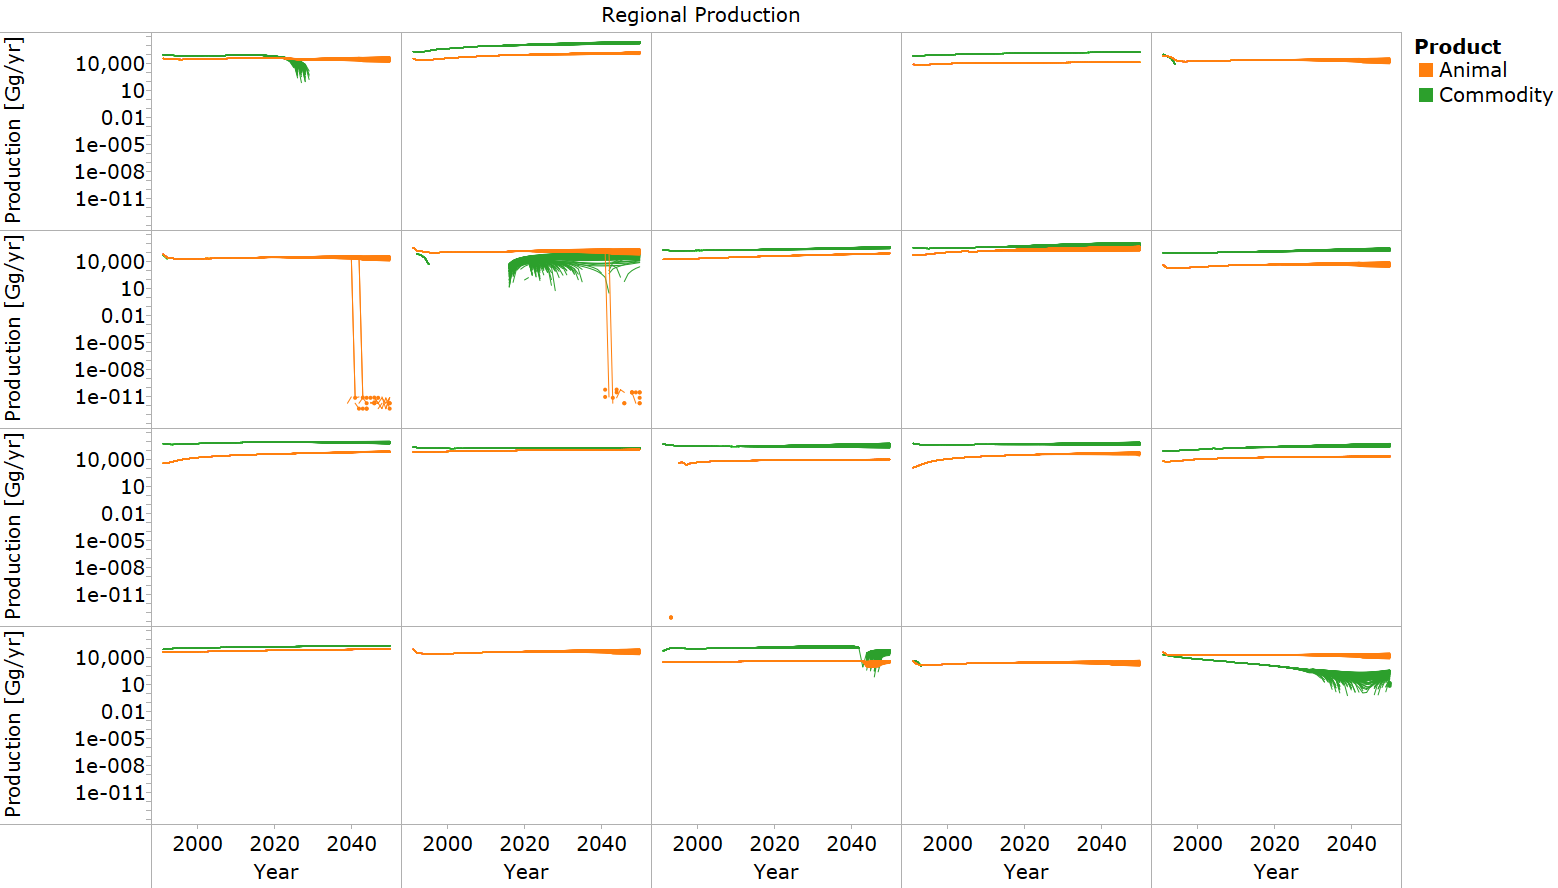 Regional Production
Product
Animal
Commodity
Production [Gg/yr]
10,000
10
0.01
1e-005
1e-008
1e-011
Production [Gg/yr]
10,000
10
0.01
1e-005
1e-008
1e-011
Production [Gg/yr]
10,000
10
0.01
1e-005
1e-008
1e-011
Production [Gg/yr]
10,000
10
0.01
1e-005
1e-008
1e-011
2000 2020 2040 2000 2020 2040 2000 2020 2040 2000 2020 2040 2000 2020 2040
Year Year Year Year Year